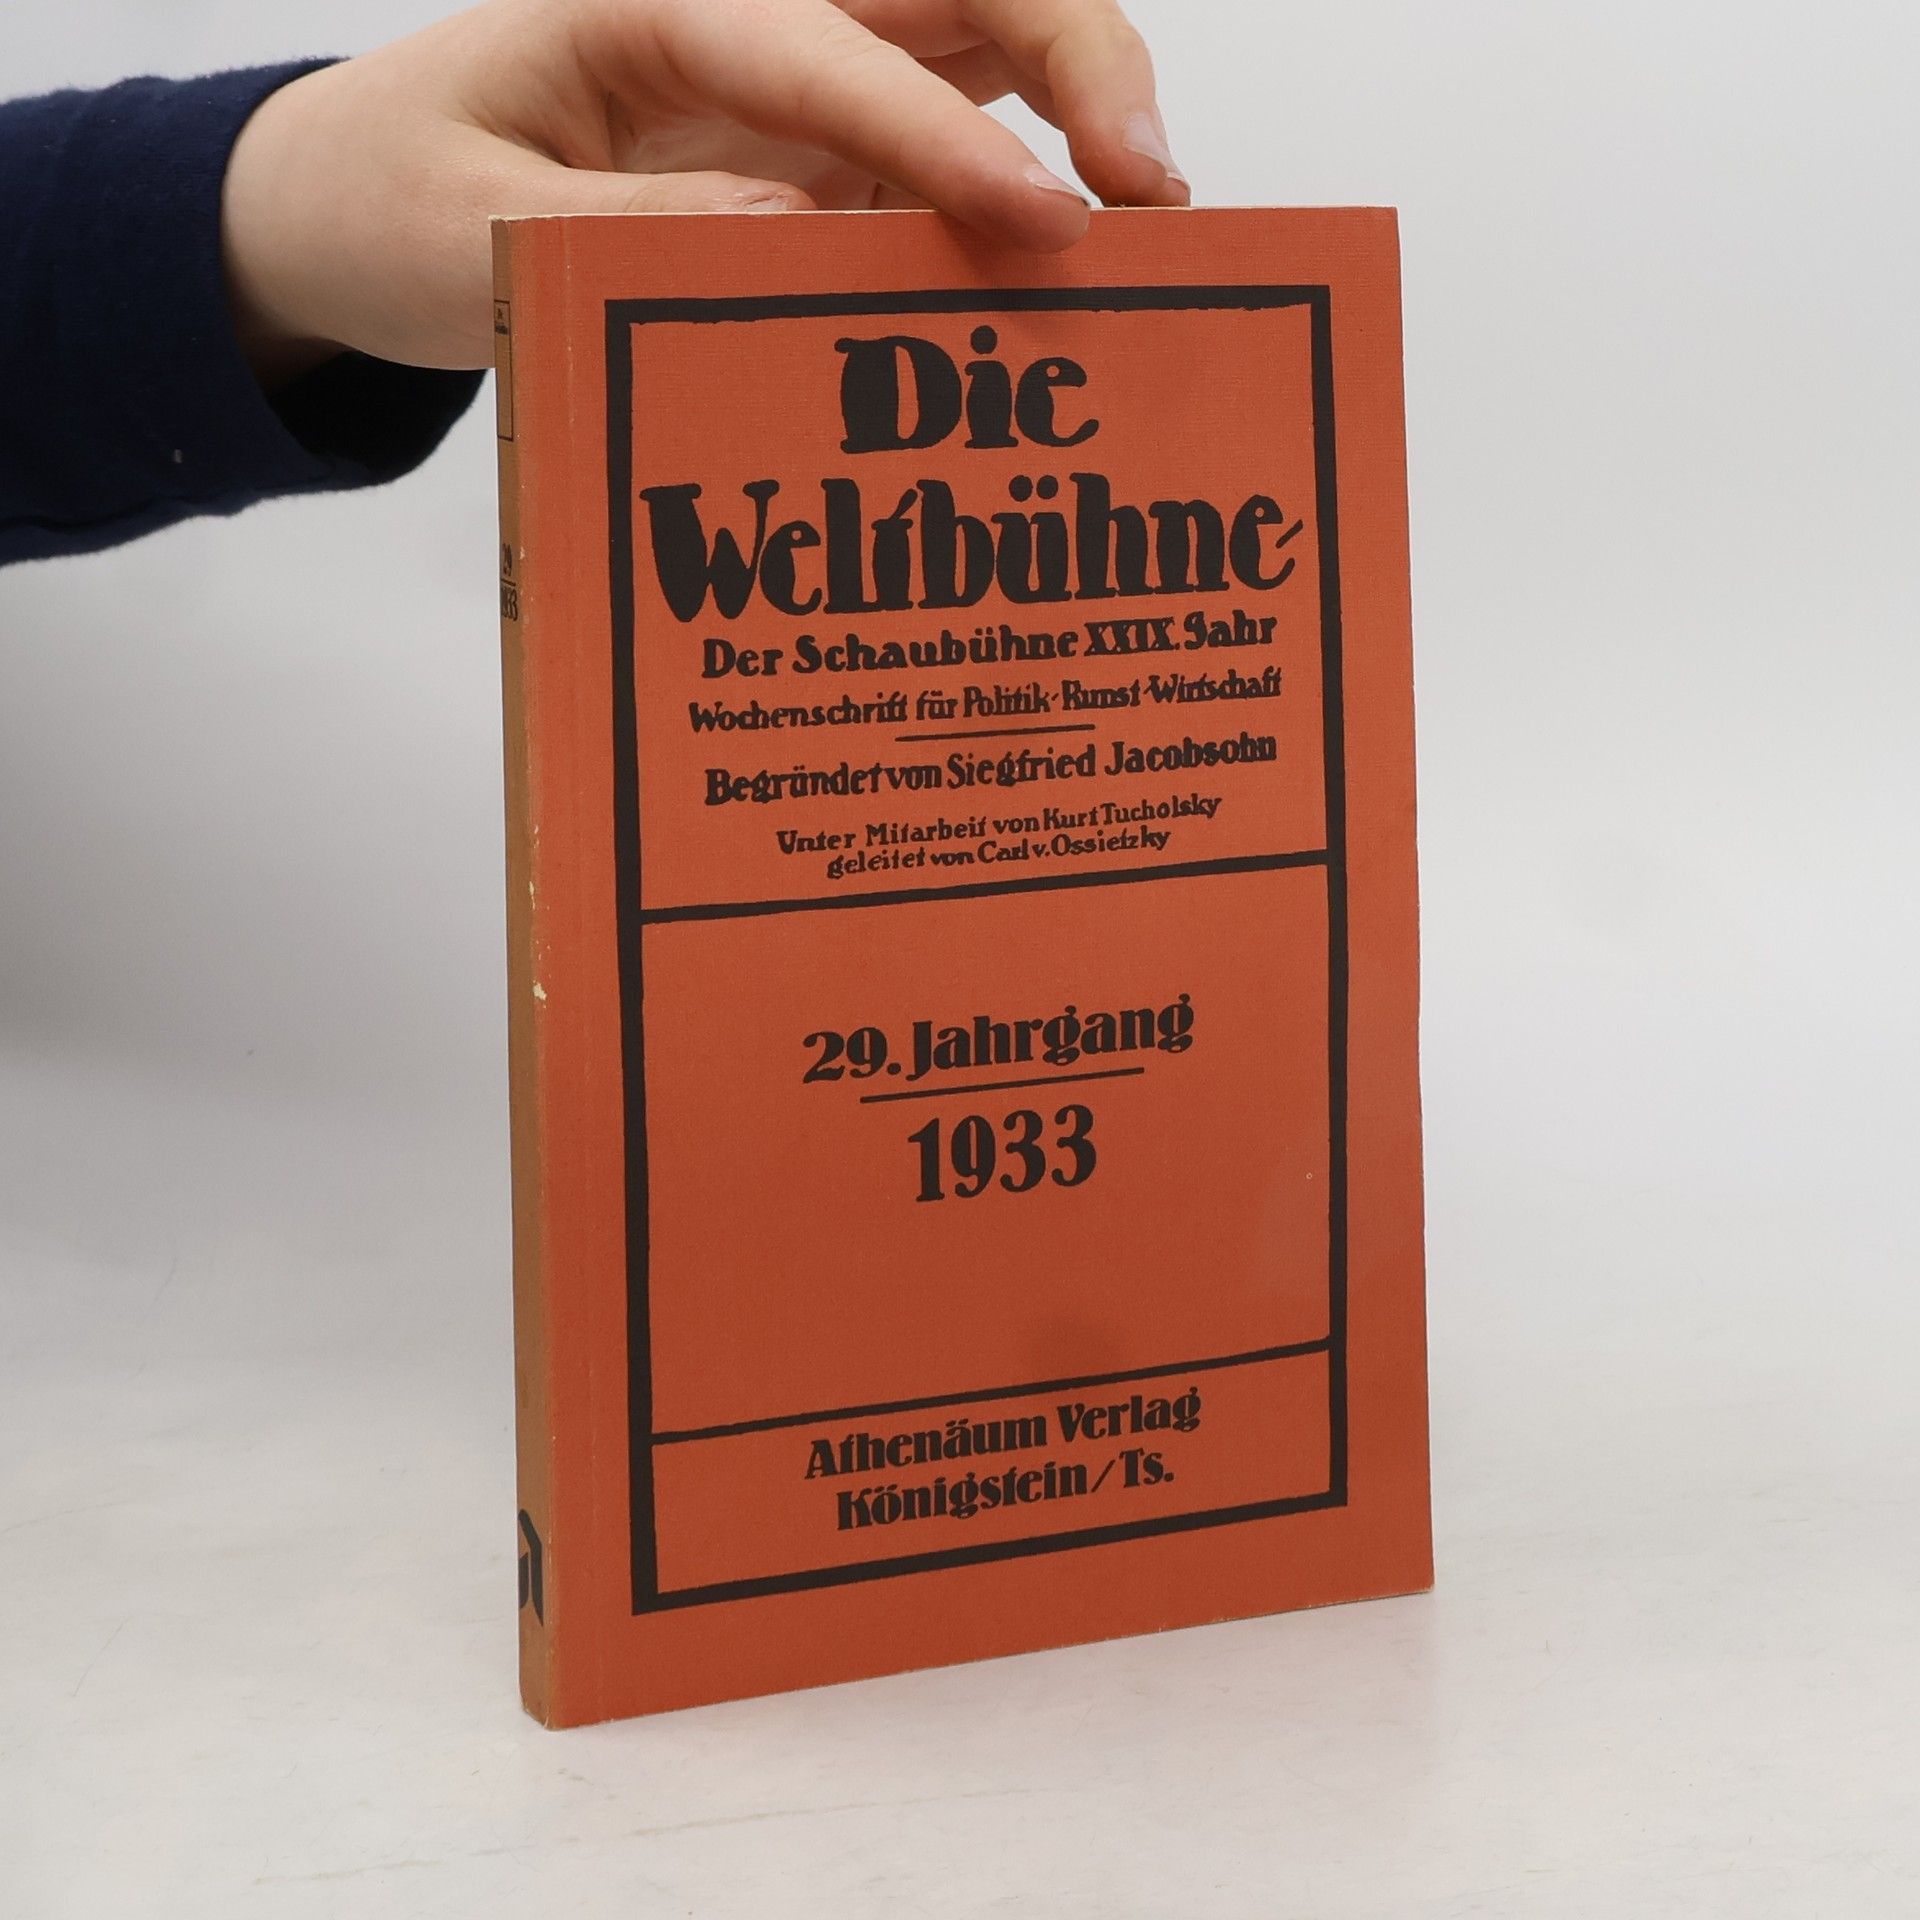 Die
Weltbühne
Der Schaubühne XXIX. Jahr
Wochenschrift für Politik-Kunst-Wirtschaft
Begründet von Siegfried Jacobsohn
Unter Mitarbeit von Kurt Tucholsky
geleitet von Carl v. Ossietzky
29. Jahrgang
1933
Athenäum Verlag
Königstein/Ts.
29
1933